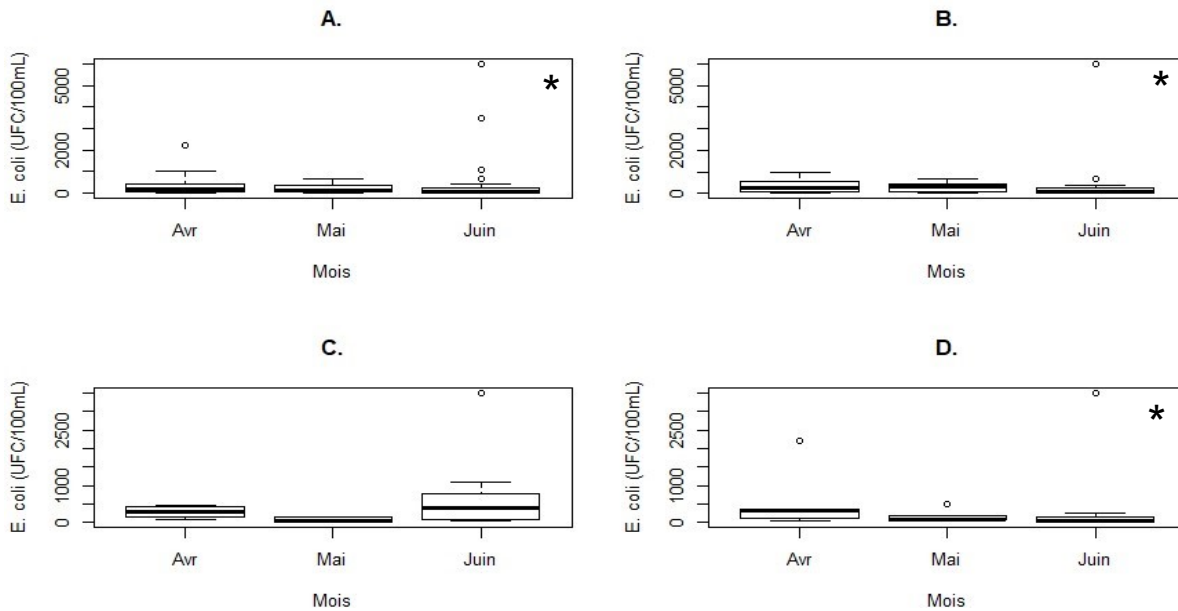 A.
E. coli (UFC/100mL)
5000
2000
0
*
Avr Mai Juin
Mois
B.
E. coli (UFC/100mL)
5000
2000
0
*
Avr Mai Juin
Mois
C.
E. coli (UFC/100mL)
2500
1000
0
Avr Mai Juin
Mois
D.
E. coli (UFC/100mL)
2500
1000
0
*
Avr Mai Juin
Mois